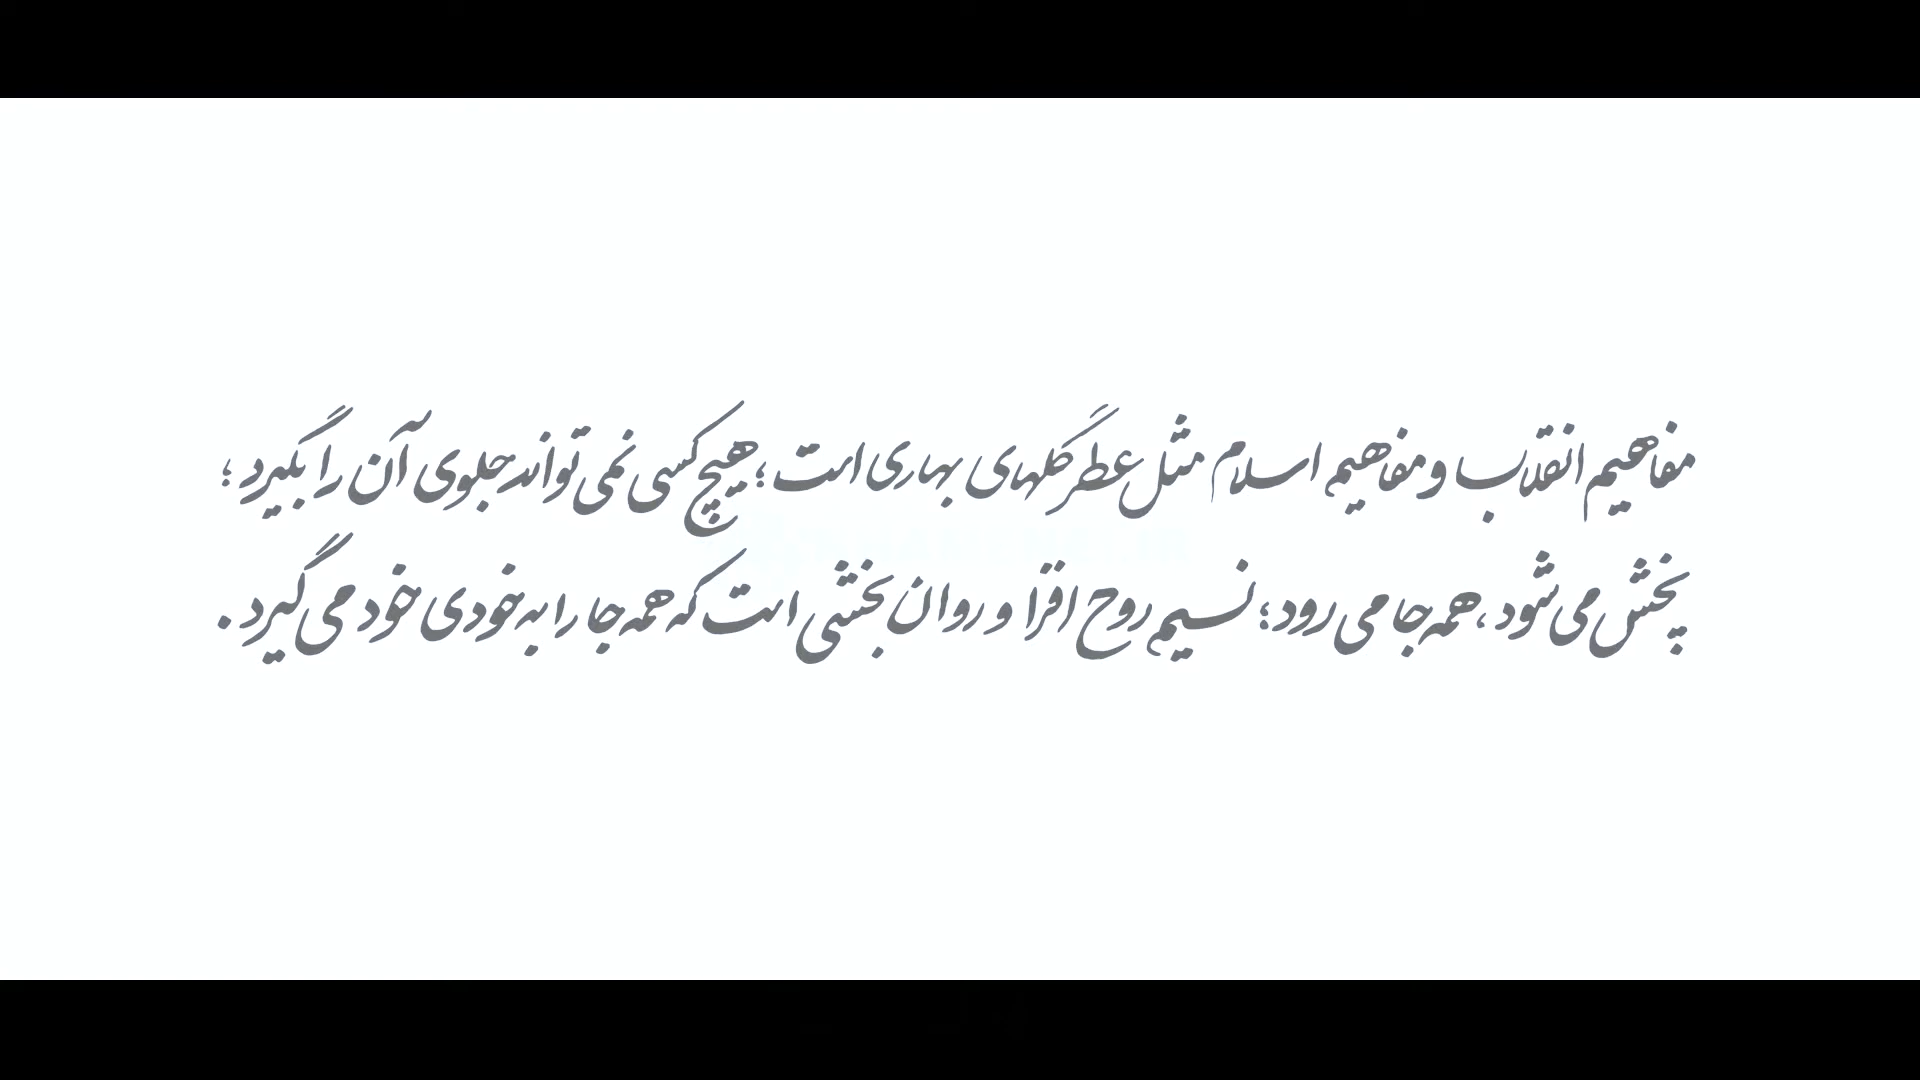 مفاهیم انقلاب و مفاهیم اسلام مثل عطر گلهای بهاری است؛ هیچ کسی نمی تواند جلوی آن را بگیرد؛
پخش می شود، همه جا می رود؛ نسیم روح افزا و روان بخشی است که همه جا را به خودی خود می گیرد.